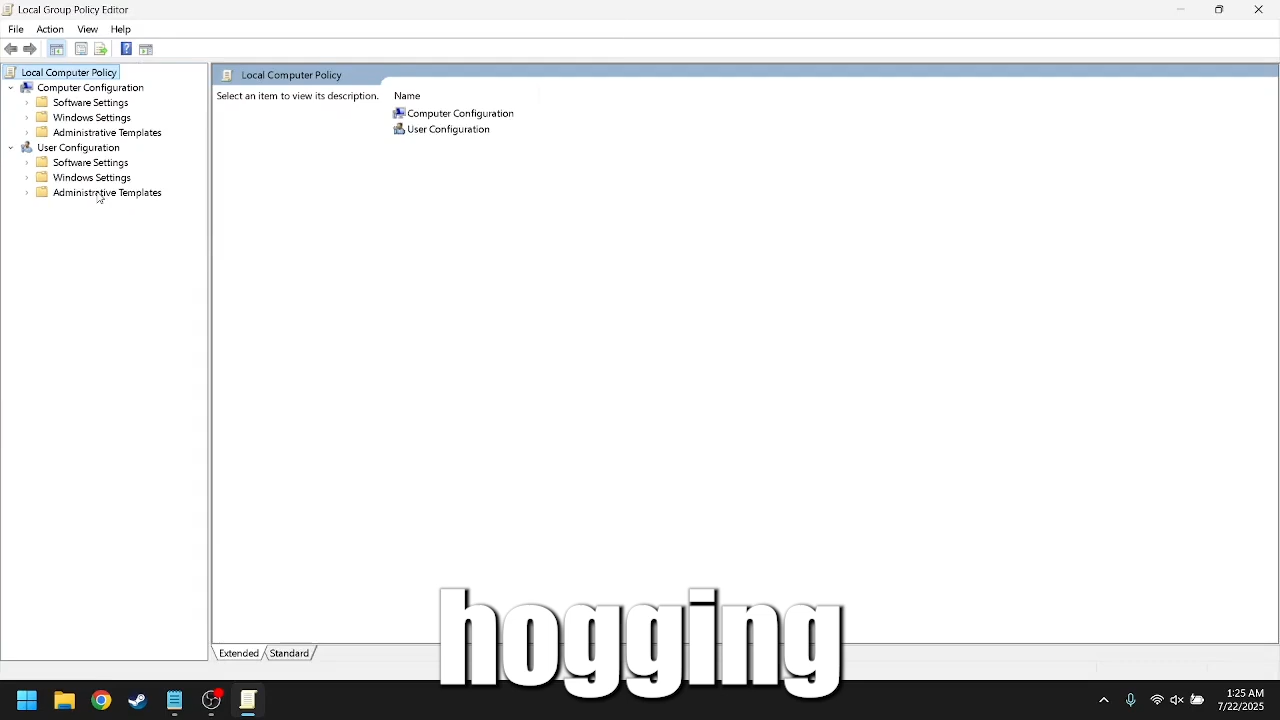 Local Group Policy Editor
File Action View Help
Local Computer Policy
Computer Configuration
Software Settings
Windows Settings
Administrative Templates
User Configuration
Software Settings
Windows Settings
Administrative Templates
Local Computer Policy
Select an item to view its description.
Name
Computer Configuration
User Configuration
Extended Standard
hogging
1:25 AM
7/22/2025